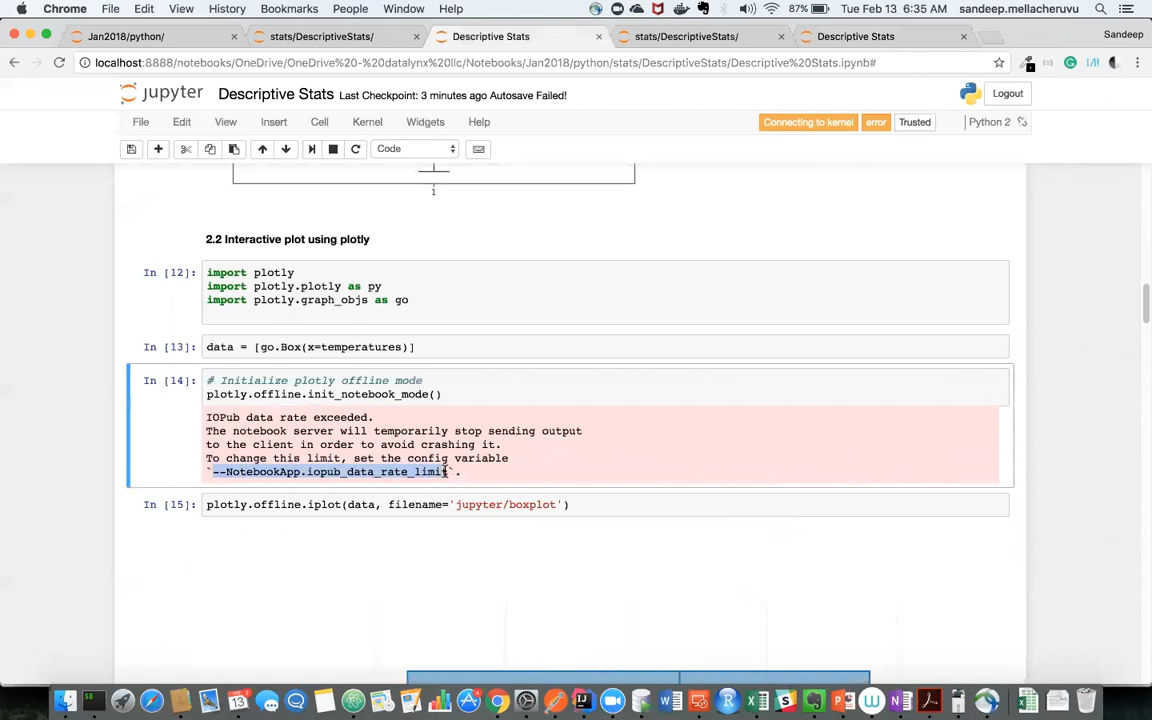 Chrome File Edit View History Bookmarks People Window Help 87% Tue Feb 13 6:35 AM sandeep.mellacheruvu
Jan2018/python/ stats/DescriptiveStats/ Descriptive Stats stats/DescriptiveStats/ Descriptive Stats Sandeep
localhost:8888/notebooks/OneDrive/OneDrive%20-%20datalynx%20llc/Notebooks/Jan2018/python/stats/DescriptiveStats/Descriptive%20Stats.ipynb#
jupyter Descriptive Stats Last Checkpoint: 3 minutes ago Autosave Failed! Logout
File Edit View Insert Cell Kernel Widgets Help Connecting to kernel error Trusted Python 2
Code
1
2.2 Interactive plot using plotly
In [12]: import plotly
import plotly.plotly as py
import plotly.graph_objs as go
In [13]: data = [go.Box(x=temperatures)]
In [14]: # Initialize plotly offline mode
plotly.offline.init_notebook_mode()
IOPub data rate exceeded.
The notebook server will temporarily stop sending output
to the client in order to avoid crashing it.
To change this limit, set the config variable
`--NotebookApp.iopub_data_rate_limit`.
In [15]: plotly.offline.iplot(data, filename='jupyter/boxplot')